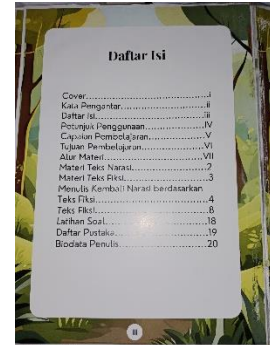 Daftar Isi
Cover..................................i
Kata Pengantar.........................ii
Daftar Isi.............................iii
Petunjuk Penggunaan....................IV
Capaian Pembelajaran...................V
Tujuan Pembelajaran....................VI
Alur Materi............................VII
Materi Teks Narasi.....................2
Materi Teks Fiksi......................3
Menulis Kembali Narasi berdasarkan
Teks Fiksi.............................4
Teks Fiksi.............................8
Latihan Soal...........................18
Daftar Pustaka.........................19
Biodata Penulis........................20